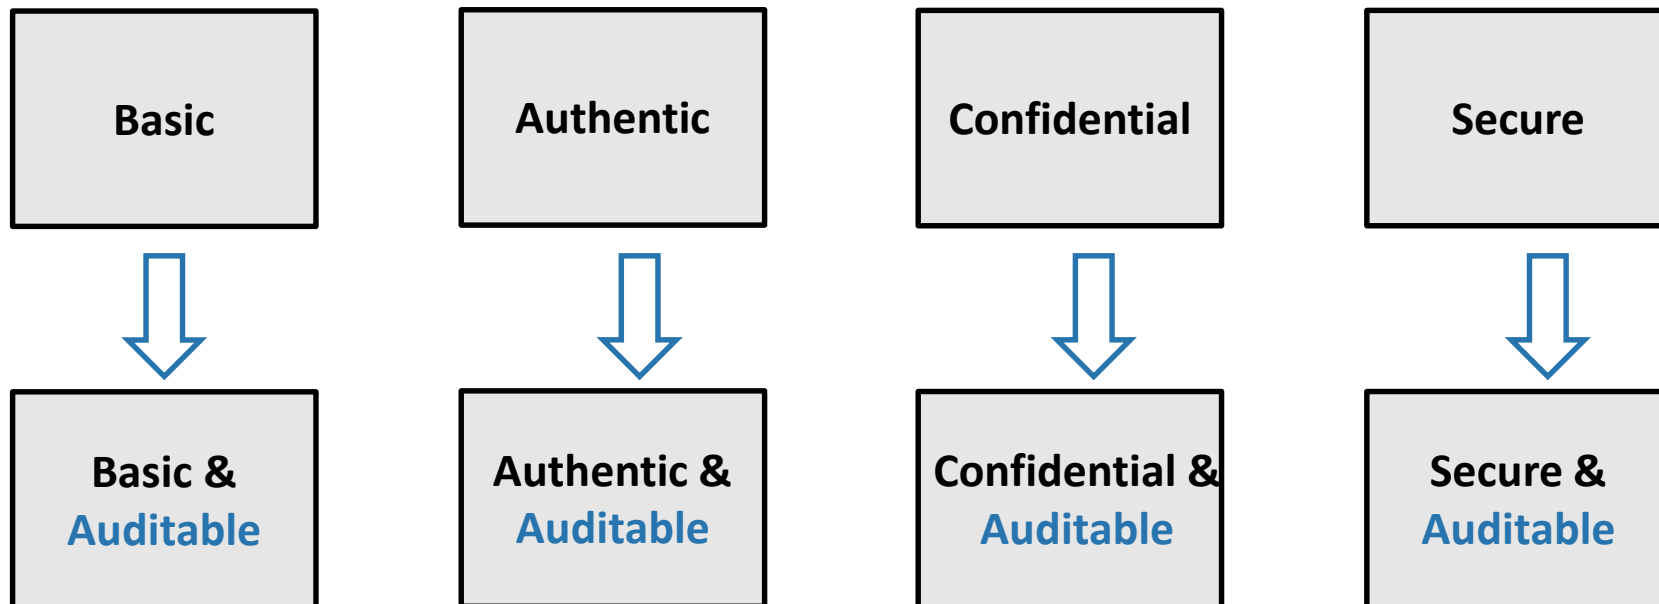 Basic
Authentic
Confidential
Secure
Basic &
Auditable
Authentic &
Auditable
Confidential &
Auditable
Secure &
Auditable